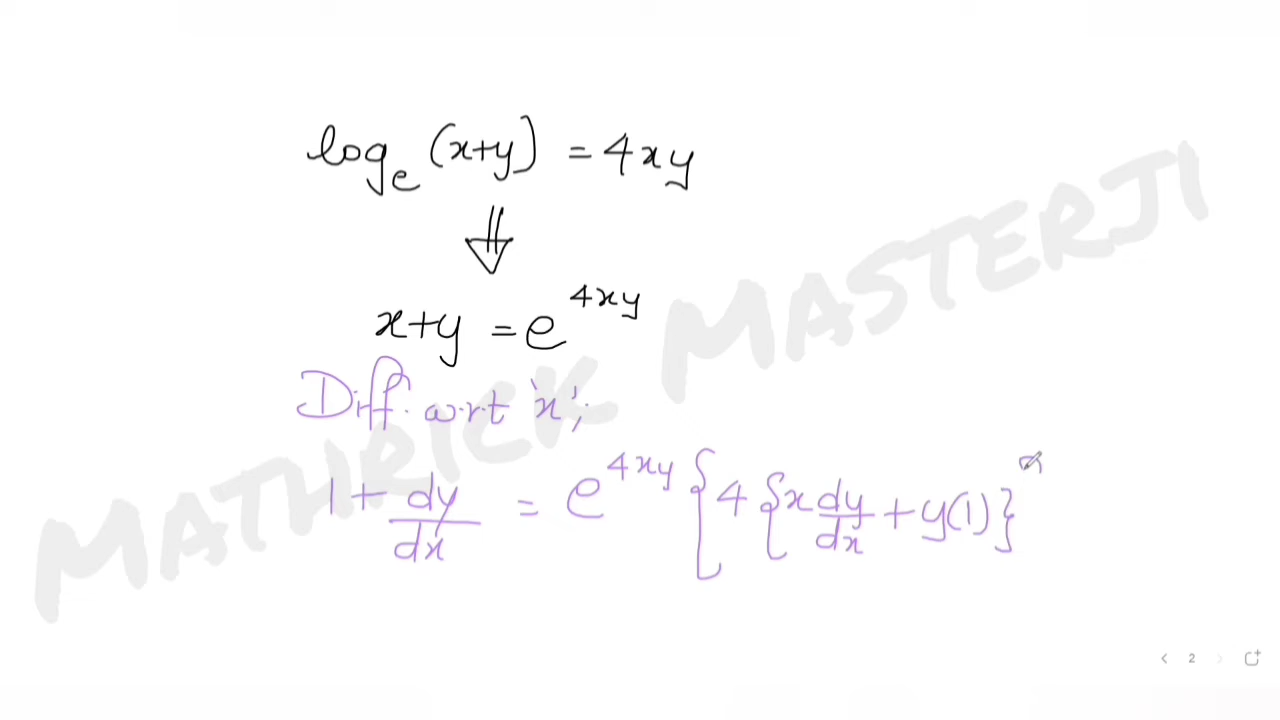 logₑ (x+y) = 4xy
⇓
x+y = e^{4xy}
Diff. w.r.t 'x';
1 + dy/dx = e^{4xy} { 4 { x dy/dx + y(1) }
MATHRICK MASTERJI
2